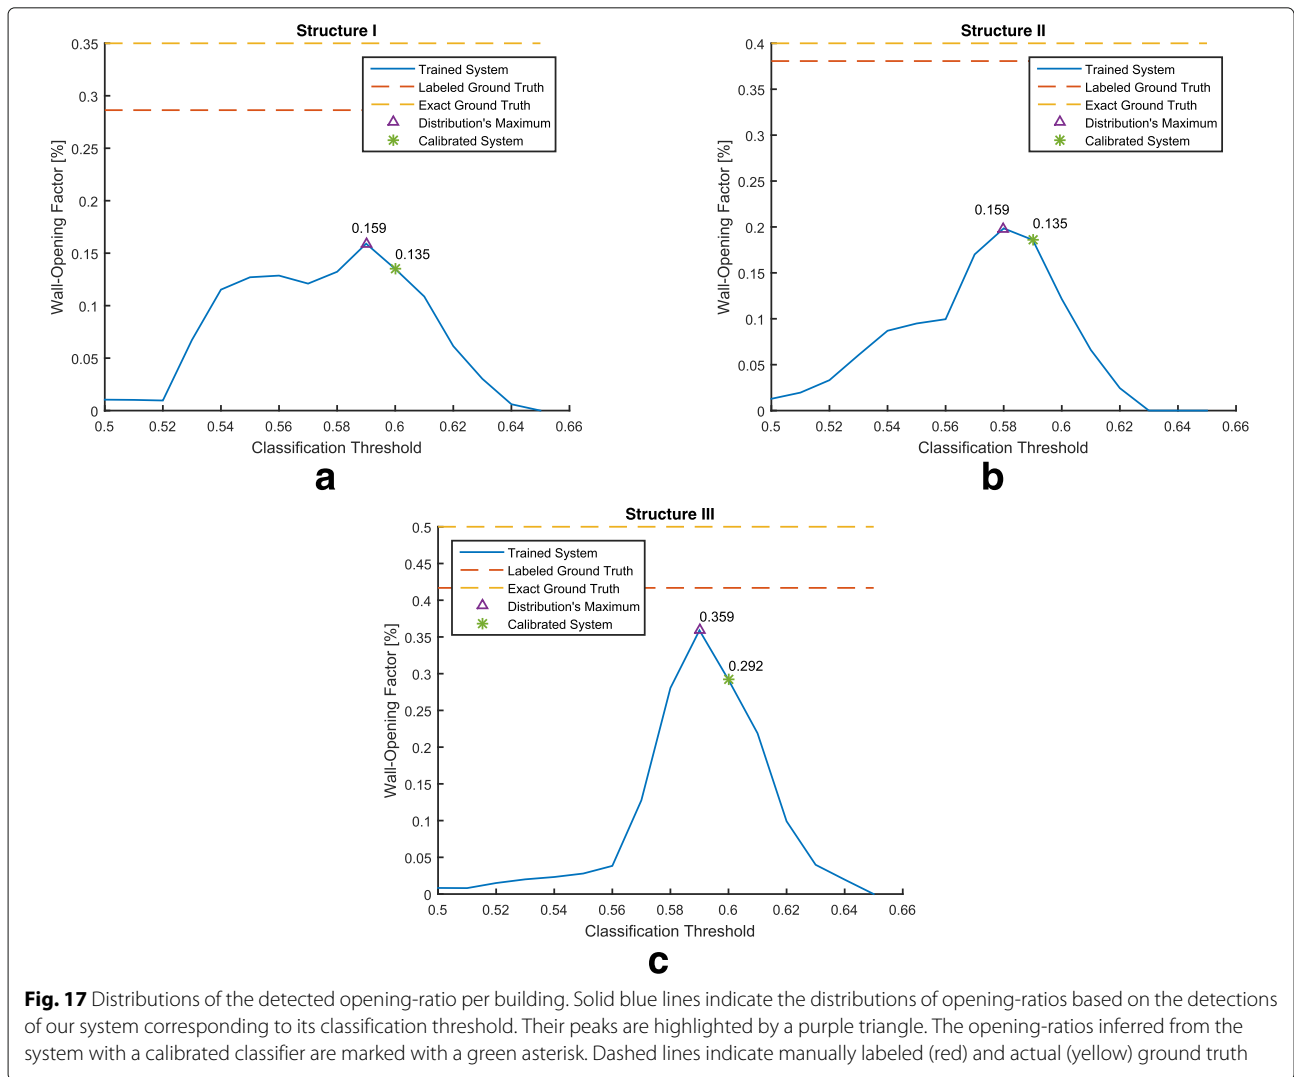 Structure I
0.35
0.3
0.25
0.2
0.15
0.1
0.05
0
Wall-Opening Factor [%]
Trained System
Labeled Ground Truth
Exact Ground Truth
Distribution's Maximum
Calibrated System
0.159
0.135
0.5 0.52 0.54 0.56 0.58 0.6 0.62 0.64 0.66
Classification Threshold
a
Structure II
0.4
0.35
0.3
0.25
0.2
0.15
0.1
0.05
0
Wall-Opening Factor [%]
Trained System
Labeled Ground Truth
Exact Ground Truth
Distribution's Maximum
Calibrated System
0.159
0.135
0.5 0.52 0.54 0.56 0.58 0.6 0.62 0.64 0.66
Classification Threshold
b
Structure III
0.5
0.45
0.4
0.35
0.3
0.25
0.2
0.15
0.1
0.05
0
Wall-Opening Factor [%]
Trained System
Labeled Ground Truth
Exact Ground Truth
Distribution's Maximum
Calibrated System
0.359
0.292
0.5 0.52 0.54 0.56 0.58 0.6 0.62 0.64 0.66
Classification Threshold
c
Fig. 17 Distributions of the detected opening-ratio per building. Solid blue lines indicate the distributions of opening-ratios based on the detections
of our system corresponding to its classification threshold. Their peaks are highlighted by a purple triangle. The opening-ratios inferred from the
system with a calibrated classifier are marked with a green asterisk. Dashed lines indicate manually labeled (red) and actual (yellow) ground truth